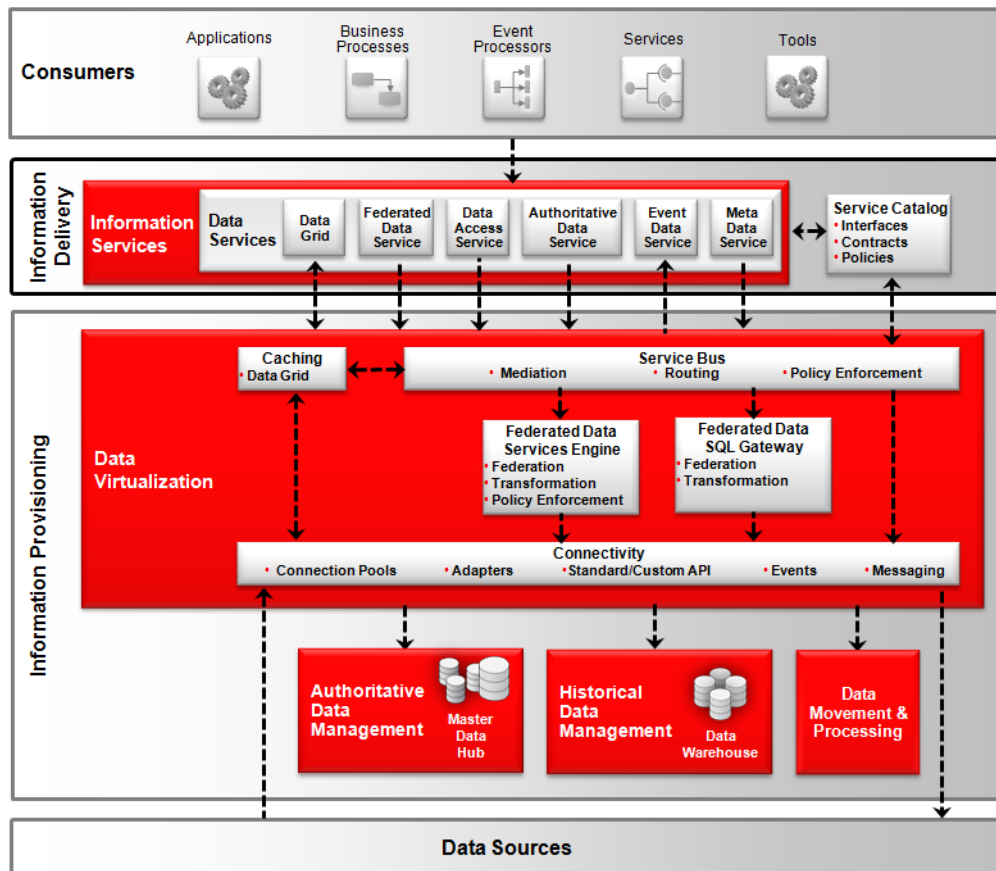 Consumers
Applications
Business
Processes
Event
Processors
Services
Tools
Information
Delivery
Information
Services
Data
Services
Data
Grid
Federated
Data
Service
Data
Access
Service
Authoritative
Data
Service
Event
Data
Service
Meta
Data
Service
Service Catalog
• Interfaces
• Contracts
• Policies
Information Provisioning
Data
Virtualization
Caching
• Data Grid
Service Bus
• Mediation
• Routing
• Policy Enforcement
Federated Data
Services Engine
• Federation
• Transformation
• Policy Enforcement
Federated Data
SQL Gateway
• Federation
• Transformation
Connectivity
• Connection Pools
• Adapters
• Standard/Custom API
• Events
• Messaging
Authoritative
Data
Management
Master
Data
Hub
Historical
Data
Management
Data
Warehouse
Data
Movement &
Processing
Data Sources